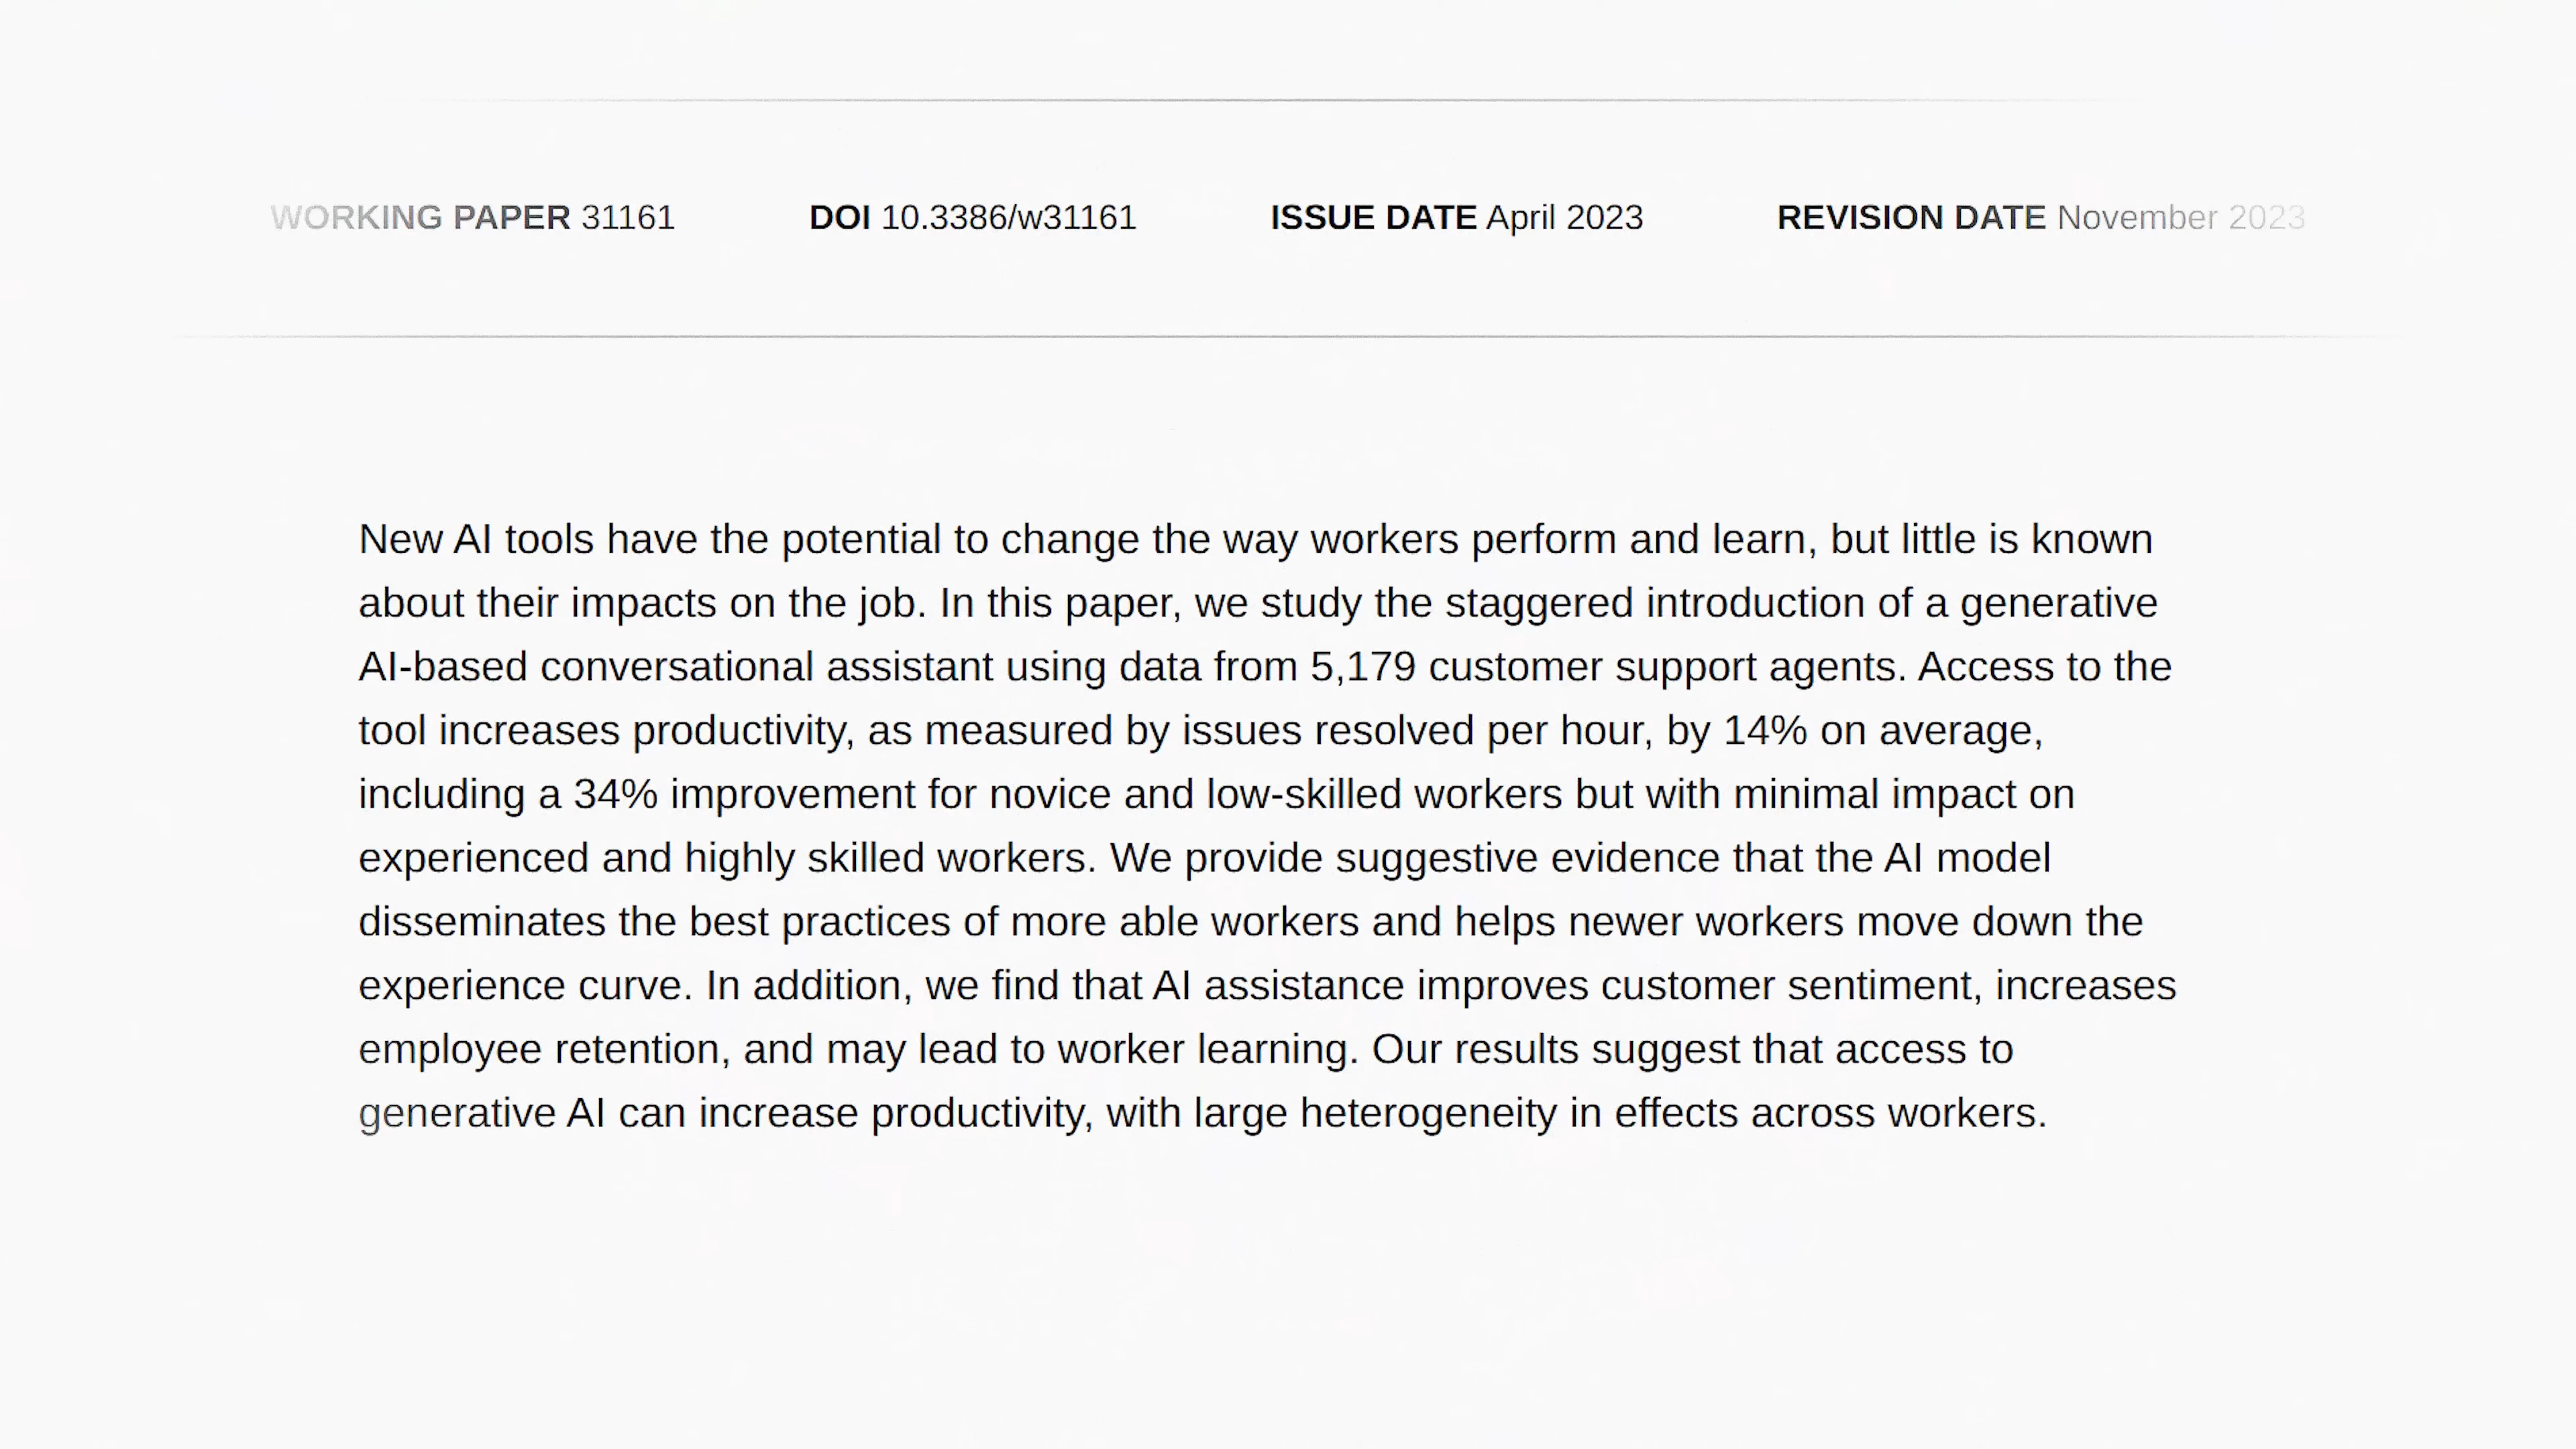 WORKING PAPER 31161 DOI 10.3386/w31161 ISSUE DATE April 2023 REVISION DATE November 2023
New AI tools have the potential to change the way workers perform and learn, but little is known
about their impacts on the job. In this paper, we study the staggered introduction of a generative
AI-based conversational assistant using data from 5,179 customer support agents. Access to the
tool increases productivity, as measured by issues resolved per hour, by 14% on average,
including a 34% improvement for novice and low-skilled workers but with minimal impact on
experienced and highly skilled workers. We provide suggestive evidence that the AI model
disseminates the best practices of more able workers and helps newer workers move down the
experience curve. In addition, we find that AI assistance improves customer sentiment, increases
employee retention, and may lead to worker learning. Our results suggest that access to
generative AI can increase productivity, with large heterogeneity in effects across workers.